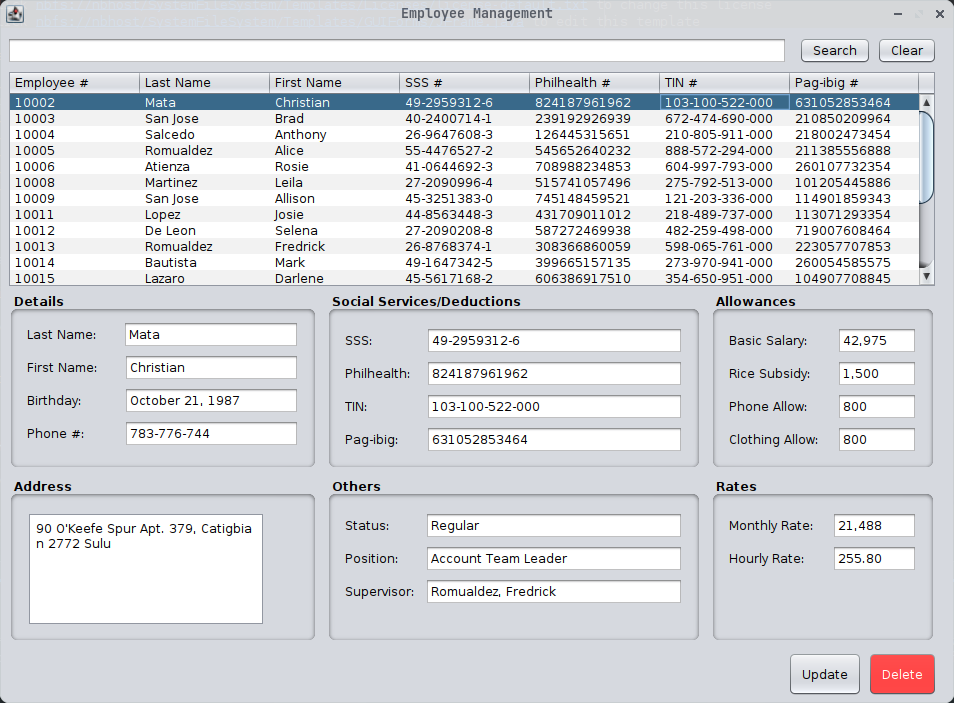 Employee Management
Search Clear
Employee # Last Name First Name SSS # Philhealth # TIN # Pag-ibig #
10002 Mata Christian 49-2959312-6 824187961962 103-100-522-000 631052853464
10003 San Jose Brad 40-2400714-1 239192926939 672-474-690-000 210850209964
10004 Salcedo Anthony 26-9647608-3 126445315651 210-805-911-000 218002473454
10005 Romualdez Alice 55-4476527-2 545652640232 888-572-294-000 211385556888
10006 Atienza Rosie 41-0644692-3 708988234853 604-997-793-000 260107732354
10008 Martinez Leila 27-2090996-4 515741057496 275-792-513-000 101205445886
10009 San Jose Allison 45-3251383-0 745148459521 121-203-336-000 114901859343
10011 Lopez Josie 44-8563448-3 431709011012 218-489-737-000 113071293354
10012 De Leon Selena 27-2090208-8 587272469938 482-259-498-000 719007608464
10013 Romualdez Fredrick 26-8768374-1 308366860059 598-065-761-000 223057707853
10014 Bautista Mark 49-1647342-5 399665157135 273-970-941-000 260054585575
10015 Lazaro Darlene 45-5617168-2 606386917510 354-650-951-000 104907708845
Details
Last Name: Mata
First Name: Christian
Birthday: October 21, 1987
Phone #: 783-776-744
Social Services/Deductions
SSS: 49-2959312-6
Philhealth: 824187961962
TIN: 103-100-522-000
Pag-ibig: 631052853464
Allowances
Basic Salary: 42,975
Rice Subsidy: 1,500
Phone Allow: 800
Clothing Allow: 800
Address
90 O'Keefe Spur Apt. 379, Catigbia
n 2772 Sulu
Others
Status: Regular
Position: Account Team Leader
Supervisor: Romualdez, Fredrick
Rates
Monthly Rate: 21,488
Hourly Rate: 255.80
Update Delete